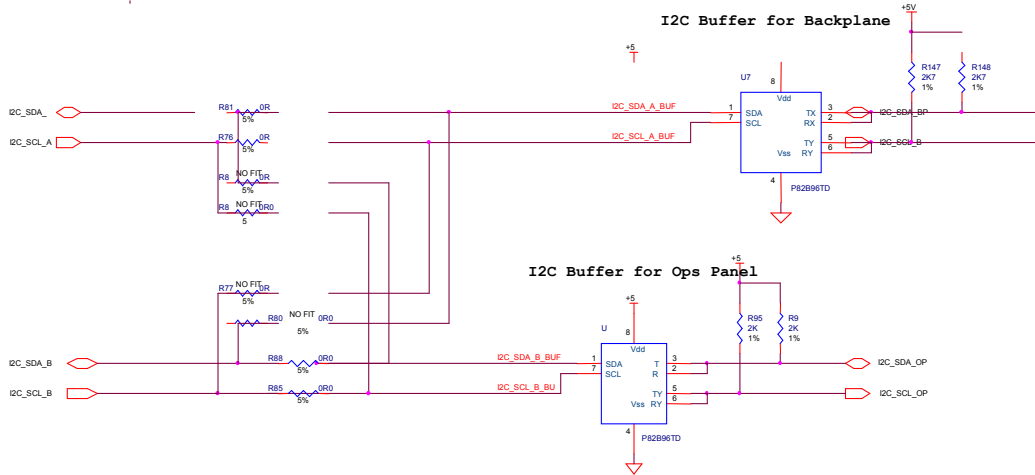 I2C Buffer for Backplane
+5V
+5
R147
2K7
1%
R148
2K7
1%
U7
8
Vdd
I2C_SDA_
R81
0R
5%
I2C_SDA_A_BUF
1
SDA
TX
3
I2C_SDA_BP
7
SCL
RX
2
I2C_SCL_A
R76
0R
5%
I2C_SCL_A_BUF
TY
5
I2C_SCL_B
Vss
RY
6
NO FIT
R8
0R
5%
4
P82B96TD
NO FIT
R8
0R0
5
I2C Buffer for Ops Panel
+5
NO FIT
R77
0R
5%
+5
R95
2K
1%
R9
2K
1%
NO FIT
R80
0R0
5%
U
8
Vdd
I2C_SDA_B
R88
0R0
5%
I2C_SDA_B_BUF
1
SDA
T
3
I2C_SDA_OP
7
SCL
R
2
I2C_SCL_B
R85
0R0
5%
I2C_SCL_B_BU
TY
5
I2C_SCL_OP
Vss
RY
6
4
P82B96TD